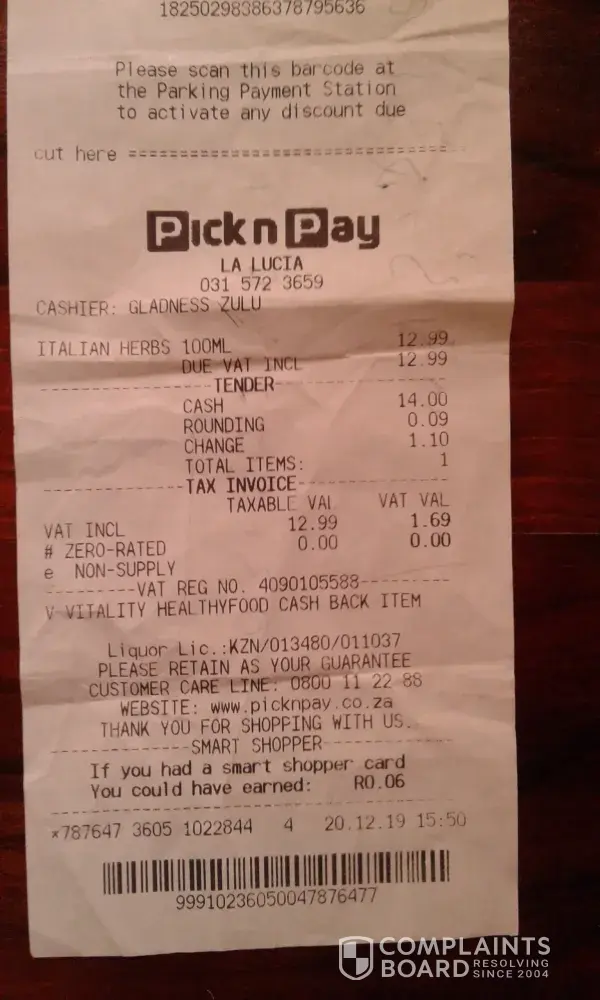 18250298386378795636
Please scan this barcode at
the Parking Payment Station
to activate any discount due
cut here ==============================
Pick n Pay
LA LUCIA
031 572 3659
CASHIER: GLADNESS ZULU
ITALIAN HERBS 100ML 12.99
DUE VAT INCL 12.99
----------------TENDER----------------
CASH 14.00
ROUNDING 0.09
CHANGE 1.10
TOTAL ITEMS: 1
-------------TAX INVOICE-------------
TAXABLE VAL VAT VAL
VAT INCL 12.99 1.69
# ZERO-RATED 0.00 0.00
e NON-SUPPLY
---------VAT REG NO. 4090105588---------
V-VITALITY HEALTHYFOOD CASH BACK ITEM
Liquor Lic.:KZN/013480/011037
PLEASE RETAIN AS YOUR GUARANTEE
CUSTOMER CARE LINE: 0800 11 22 88
WEBSITE: www.picknpay.co.za
THANK YOU FOR SHOPPING WITH US.
-------------SMART SHOPPER-------------
If you had a smart shopper card
You could have earned: R0.06
*787647 3605 1022844 4 20.12.19 15:50
99910236050047876477
COMPLAINTS
BOARD RESOLVING SINCE 2004